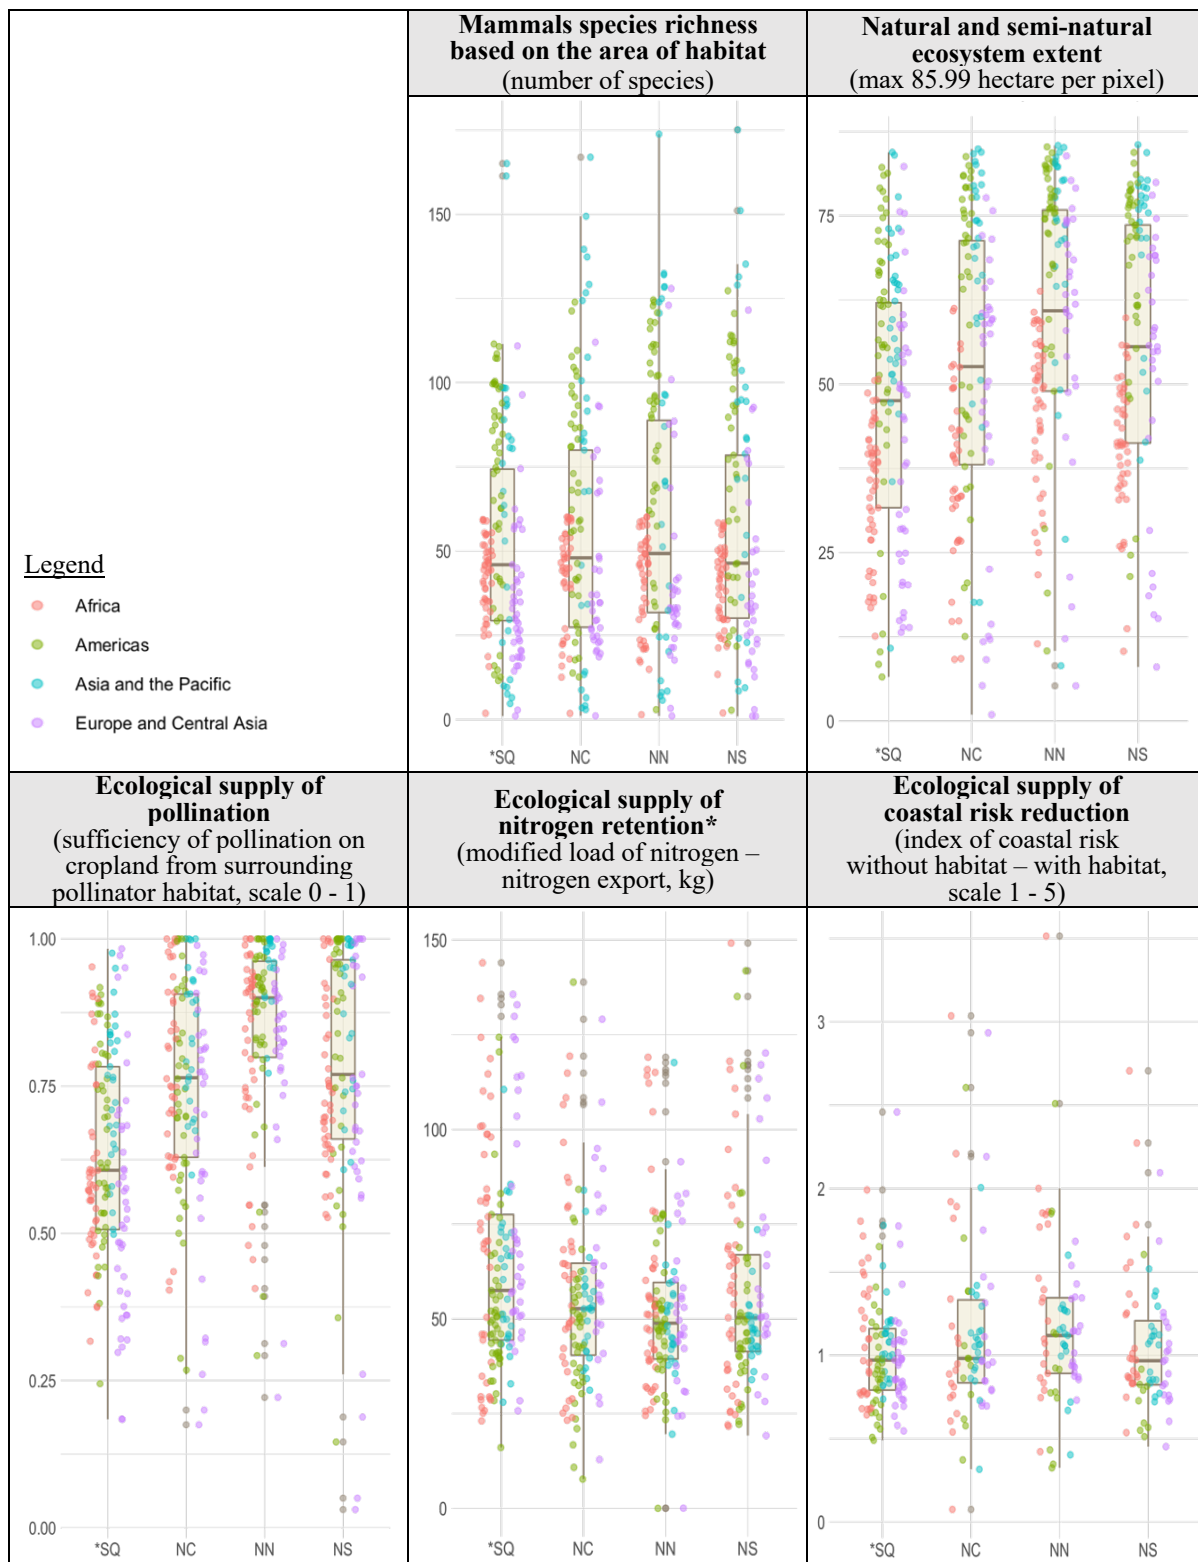 Mammals species richness
based on the area of habitat
(number of species)
Natural and semi-natural
ecosystem extent
(max 85.99 hectare per pixel)
150
100
50
0
*SQ NC NN NS
75
50
25
0
*SQ NC NN NS
Legend
Africa
Americas
Asia and the Pacific
Europe and Central Asia
Ecological supply of
pollination
(sufficiency of pollination on
cropland from surrounding
pollinator habitat, scale 0 - 1)
Ecological supply of
nitrogen retention*
(modified load of nitrogen –
nitrogen export, kg)
Ecological supply of
coastal risk reduction
(index of coastal risk
without habitat – with habitat,
scale 1 - 5)
1.00
0.75
0.50
0.25
0.00
*SQ NC NN NS
150
100
50
0
*SQ NC NN NS
3
2
1
0
*SQ NC NN NS